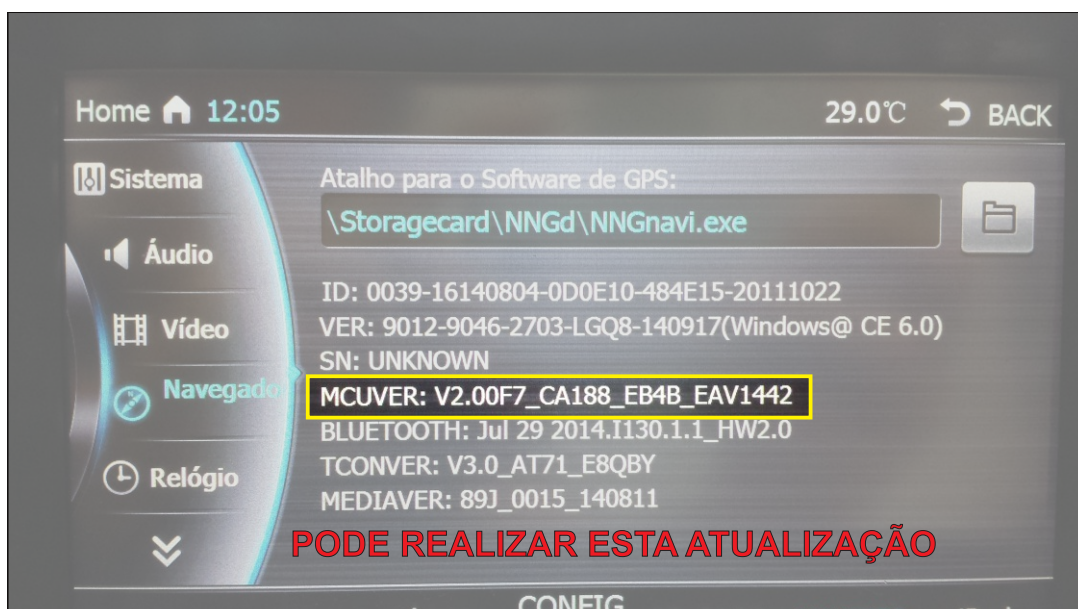 Home 12:05 29.0°C BACK
Sistema
Áudio
Vídeo
Navegado
Relógio
Atalho para o Software de GPS:
\Storagecard\NNGd\NNGnavi.exe
ID: 0039-16140804-0D0E10-484E15-20111022
VER: 9012-9046-2703-LGQ8-140917(Windows@ CE 6.0)
SN: UNKNOWN
MCUVER: V2.00F7_CA188_EB4B_EAV1442
BLUETOOTH: Jul 29 2014.I130.1.1_HW2.0
TCONVER: V3.0_AT71_E8QBY
MEDIAVER: 89J_0015_140811
PODE REALIZAR ESTA ATUALIZAÇÃO
CONFIG